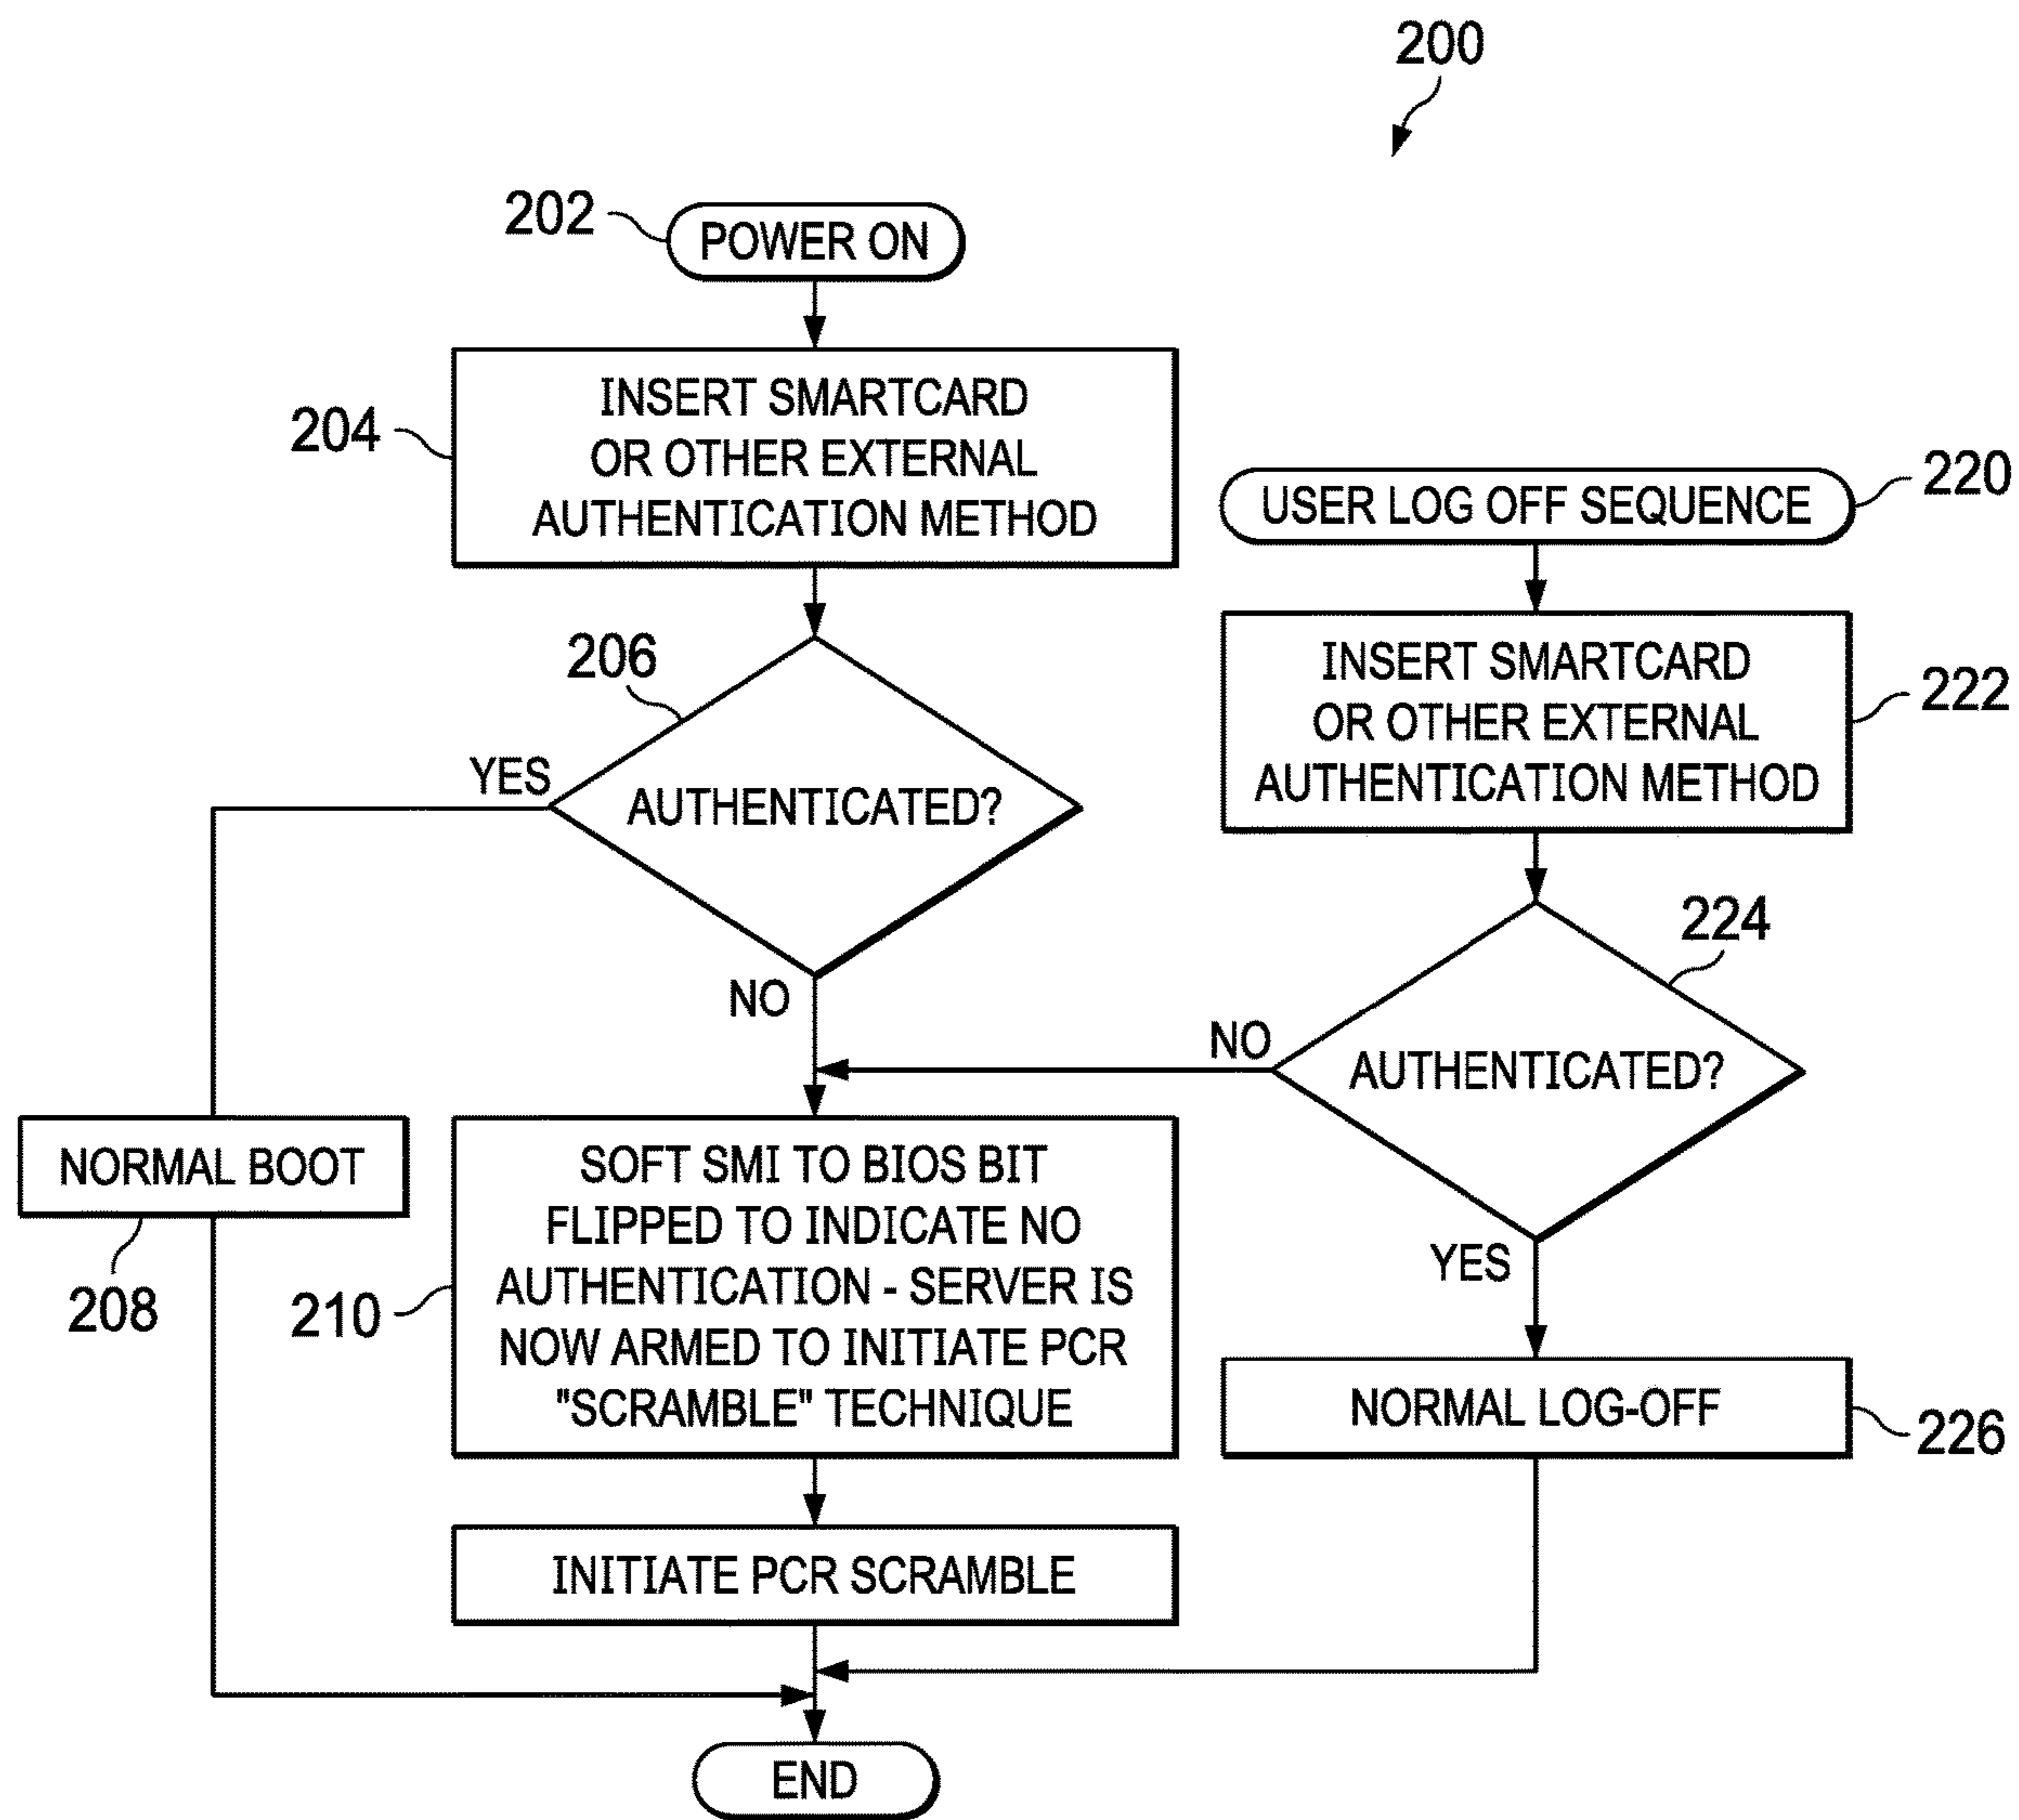 200
202
POWER ON
204
INSERT SMARTCARD
OR OTHER EXTERNAL
AUTHENTICATION METHOD
206
YES
AUTHENTICATED?
NO
NORMAL BOOT
208
210
SOFT SMI TO BIOS BIT
FLIPPED TO INDICATE NO
AUTHENTICATION - SERVER IS
NOW ARMED TO INITIATE PCR
"SCRAMBLE" TECHNIQUE
INITIATE PCR SCRAMBLE
USER LOG OFF SEQUENCE
220
INSERT SMARTCARD
OR OTHER EXTERNAL
AUTHENTICATION METHOD
222
224
NO
AUTHENTICATED?
YES
NORMAL LOG-OFF
226
END